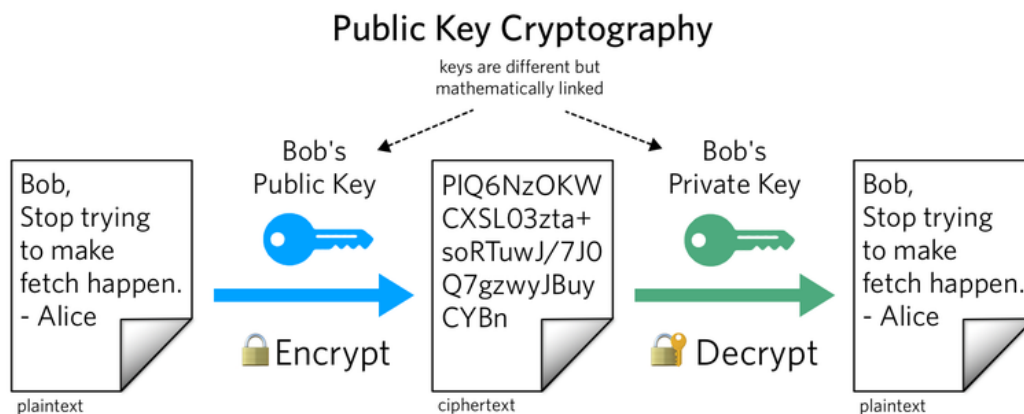 Public Key Cryptography
keys are different but
mathematically linked
Bob,
Stop trying
to make
fetch happen.
- Alice
plaintext
Bob's
Public Key
Encrypt
PIQ6NzOKW
CXSL03zta+
soRTuwJ/7J0
Q7gzwyJBuy
CYBn
ciphertext
Bob's
Private Key
Decrypt
Bob,
Stop trying
to make
fetch happen.
- Alice
plaintext